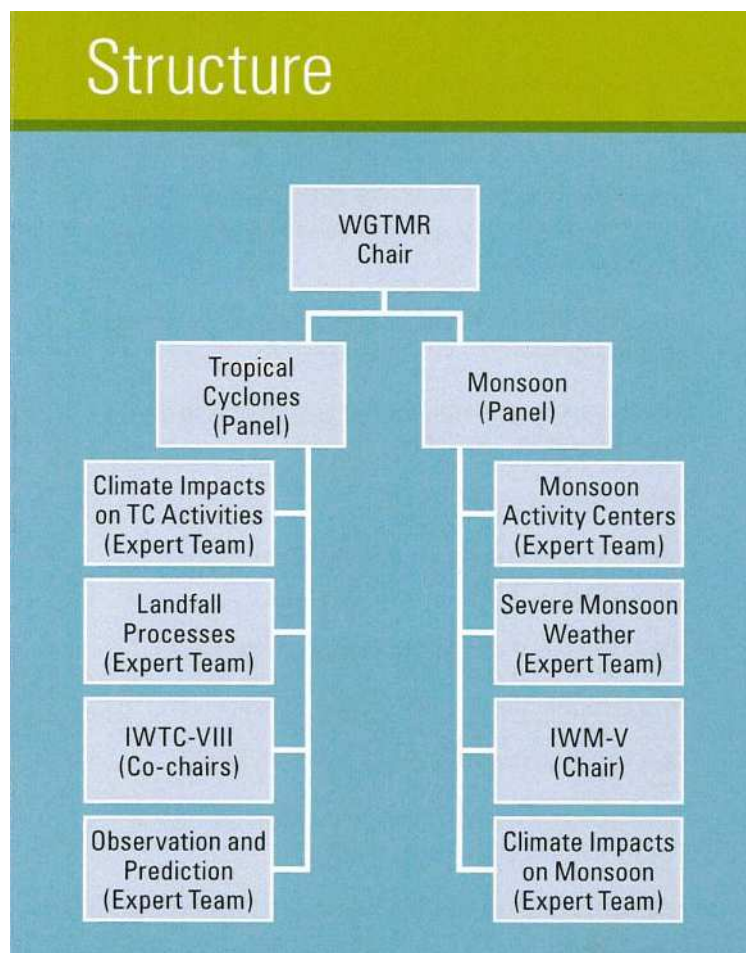 Structure
WGTMR
Chair
Tropical
Cyclones
(Panel)
Monsoon
(Panel)
Climate Impacts
on TC Activities
(Expert Team)
Landfall
Processes
(Expert Team)
IWTC-VIII
(Co-chairs)
Observation and
Prediction
(Expert Team)
Monsoon
Activity Centers
(Expert Team)
Severe Monsoon
Weather
(Expert Team)
IWM-V
(Chair)
Climate Impacts
on Monsoon
(Expert Team)